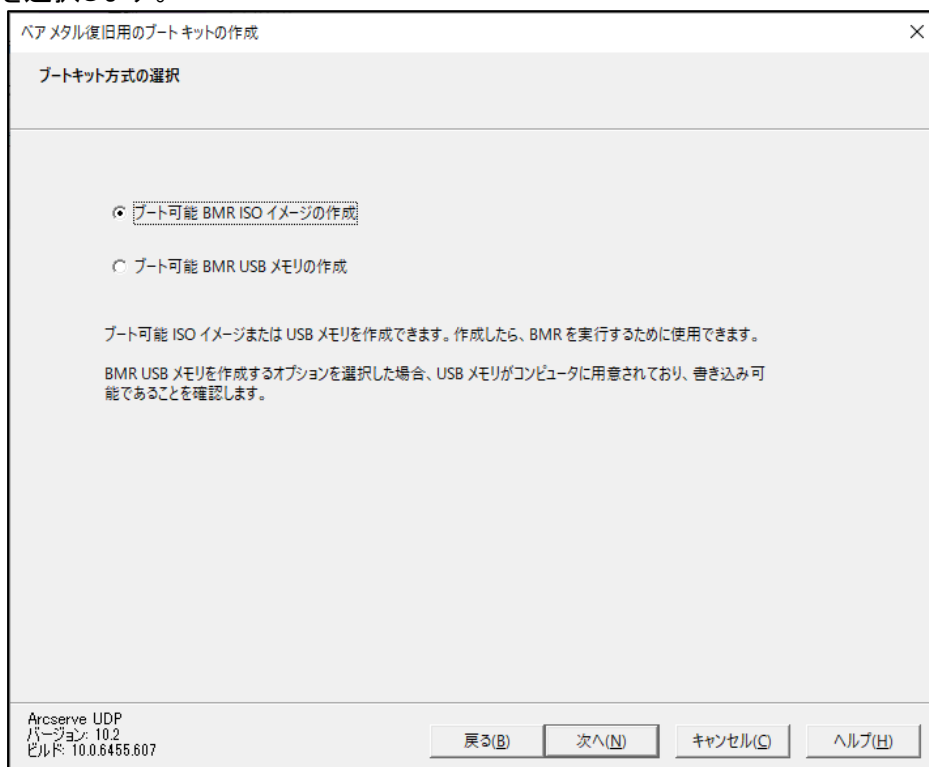 を選択します。
ベア メタル復旧用のブート キットの作成
ブートキット方式の選択
ブート可能 BMR ISO イメージの作成
ブート可能 BMR USB メモリの作成
ブート可能 ISO イメージまたは USB メモリを作成できます。作成したら、BMR を実行するために使用できます。
BMR USB メモリを作成するオプションを選択した場合、USB メモリがコンピュータに用意されており、書き込み可
能であることを確認します。
Arcserve UDP
バージョン: 10.2
ビルド: 10.0.6455.607
戻る(B) 次へ(N) キャンセル(C) ヘルプ(H)